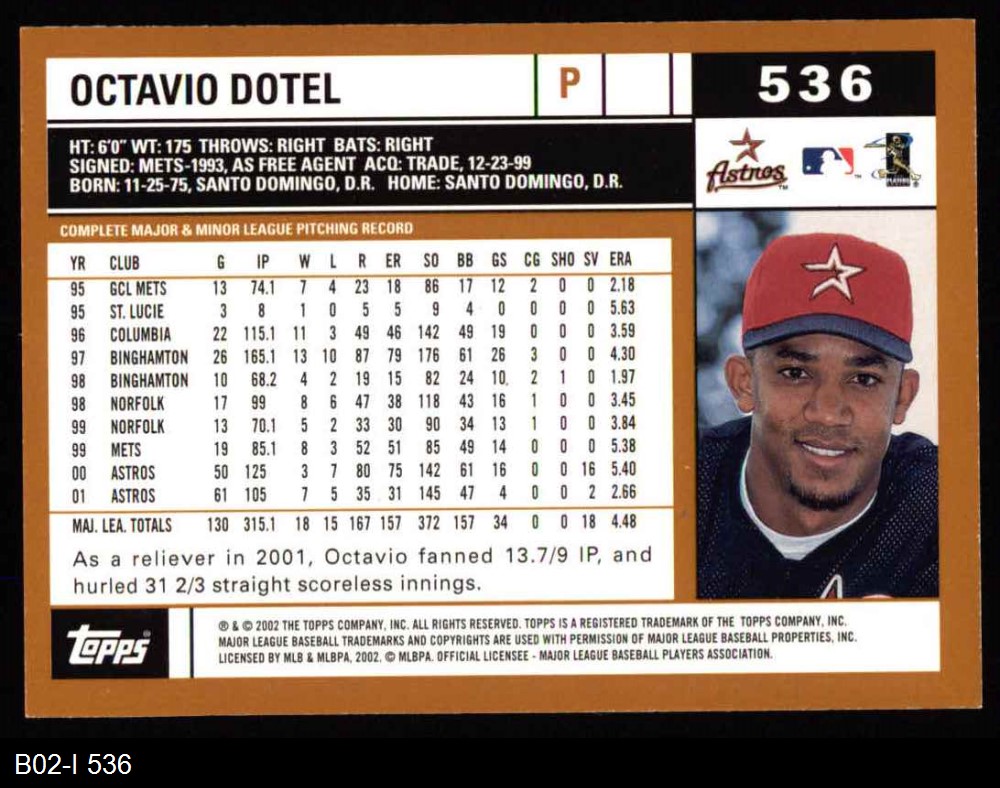 OCTAVIO DOTEL P 536
HT: 6'0" WT: 175 THROWS: RIGHT BATS: RIGHT
SIGNED: METS-1993, AS FREE AGENT ACQ: TRADE, 12-23-99
BORN: 11-25-75, SANTO DOMINGO, D.R. HOME: SANTO DOMINGO, D.R.
Astros™
COMPLETE MAJOR & MINOR LEAGUE PITCHING RECORD
YR CLUB G IP W L R ER SO BB GS CG SHO SV ERA
95 GCL METS 13 74.1 7 4 23 18 86 17 12 2 0 0 2.18
95 ST. LUCIE 3 8 1 0 5 5 9 4 0 0 0 0 5.63
96 COLUMBIA 22 115.1 11 3 49 46 142 49 19 0 0 0 3.59
97 BINGHAMTON 26 165.1 13 10 87 79 176 61 26 3 0 0 4.30
98 BINGHAMTON 10 68.2 4 2 19 15 82 24 10 2 1 0 1.97
98 NORFOLK 17 99 8 6 47 38 118 43 16 1 0 0 3.45
99 NORFOLK 13 70.1 5 2 33 30 90 34 13 1 0 0 3.84
99 METS 19 85.1 8 3 52 51 85 49 14 0 0 0 5.38
00 ASTROS 50 125 3 7 80 75 142 61 16 0 0 16 5.40
01 ASTROS 61 105 7 5 35 31 145 47 4 0 0 2 2.66
MAJ. LEA. TOTALS 130 315.1 18 15 167 157 372 157 34 0 0 18 4.48
As a reliever in 2001, Octavio fanned 13.7/9 IP, and
hurled 31 2/3 straight scoreless innings.
Topps®
® & © 2002 THE TOPPS COMPANY, INC. ALL RIGHTS RESERVED. TOPPS IS A REGISTERED TRADEMARK OF THE TOPPS COMPANY, INC.
MAJOR LEAGUE BASEBALL TRADEMARKS AND COPYRIGHTS ARE USED WITH PERMISSION OF MAJOR LEAGUE BASEBALL PROPERTIES, INC.
LICENSED BY MLB & MLBPA, 2002. © MLBPA. OFFICIAL LICENSEE - MAJOR LEAGUE BASEBALL PLAYERS ASSOCIATION.
B02-I 536